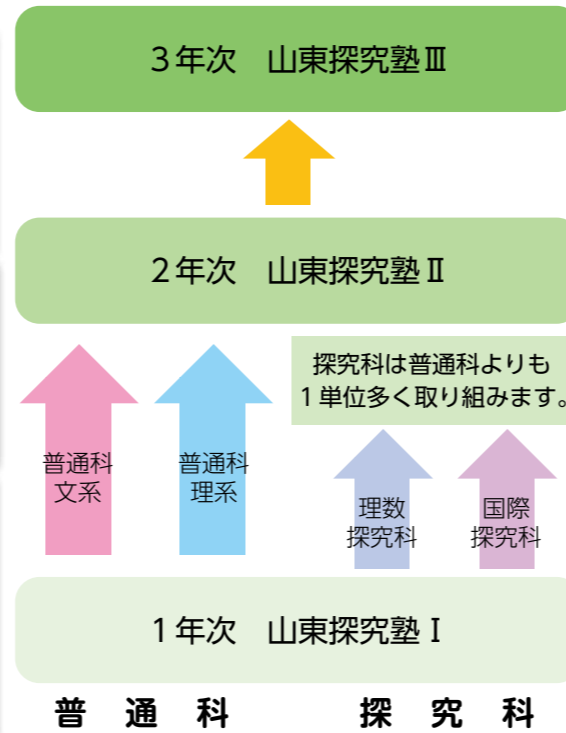 3年次　山東探究塾Ⅲ
2年次　山東探究塾Ⅱ
探究科は普通科よりも
1単位多く取り組みます。
普通科
文系
普通科
理系
理数
探究科
国際
探究科
1年次　山東探究塾Ⅰ
普通科
探究科